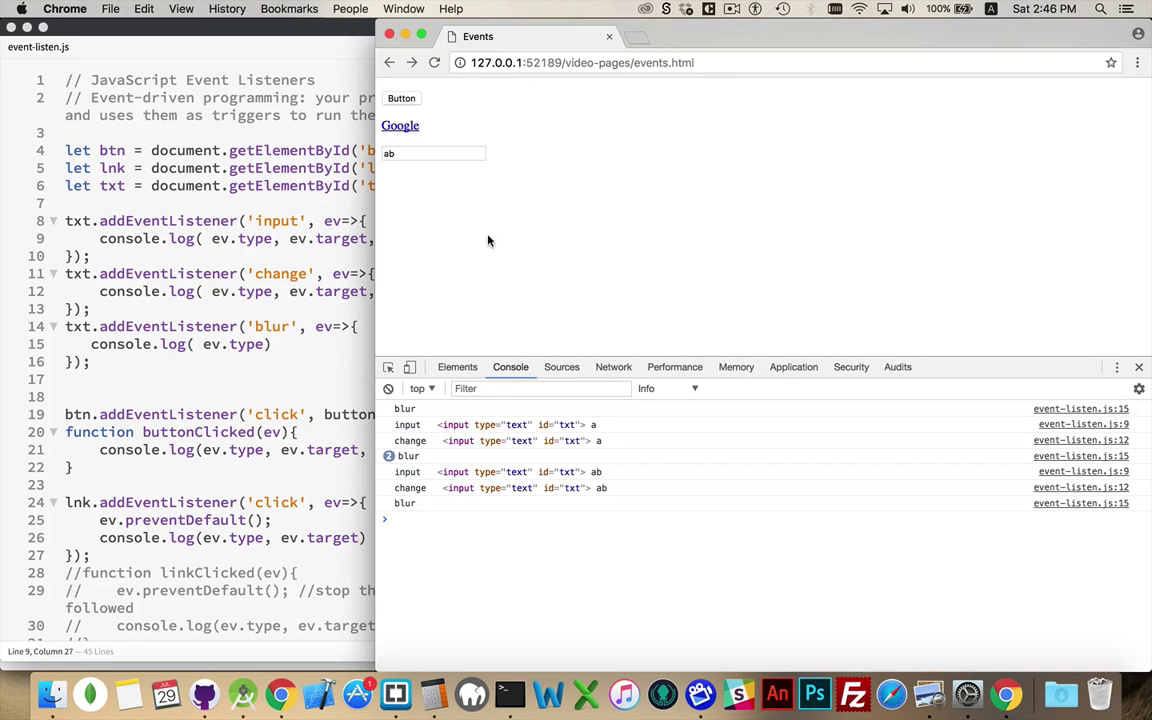 Chrome File Edit View History Bookmarks People Window Help 100% Sat 2:46 PM
event-listen.js
1 // JavaScript Event Listeners
2 // Event-driven programming: your pr
and uses them as triggers to run the
3
4 let btn = document.getElementById('b
5 let lnk = document.getElementById('l
6 let txt = document.getElementById('t
7
8 txt.addEventListener('input', ev=>{
9 console.log( ev.type, ev.target,
10 });
11 txt.addEventListener('change', ev=>{
12 console.log( ev.type, ev.target,
13 });
14 txt.addEventListener('blur', ev=>{
15 console.log( ev.type)
16 });
17
18
19 btn.addEventListener('click', button
20 function buttonClicked(ev){
21 console.log(ev.type, ev.target,
22 }
23
24 lnk.addEventListener('click', ev=>{
25 ev.preventDefault();
26 console.log(ev.type, ev.target)
27 });
28 //function linkClicked(ev){
29 // ev.preventDefault(); //stop th
followed
30 // console.log(ev.type, ev.target
Line 9, Column 27 — 45 Lines
Events
127.0.0.1:52189/video-pages/events.html
Button
Google
ab
Elements Console Sources Network Performance Memory Application Security Audits
top Filter Info
blur event-listen.js:15
input <input type="text" id="txt"> a event-listen.js:9
change <input type="text" id="txt"> a event-listen.js:12
2 blur event-listen.js:15
input <input type="text" id="txt"> ab event-listen.js:9
change <input type="text" id="txt"> ab event-listen.js:12
blur event-listen.js:15
>
JUL 29 1 W X An Ps Fz